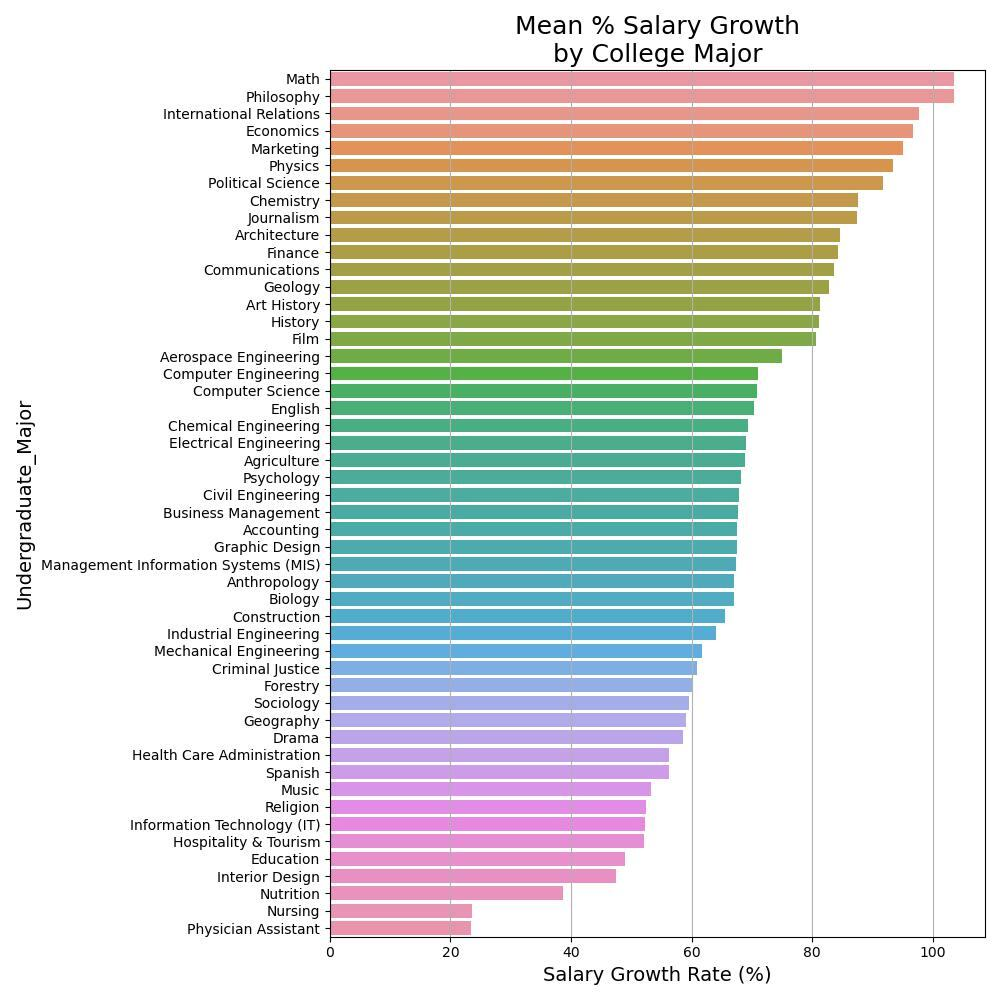 Mean % Salary Growth
by College Major
Undergraduate_Major
Math
Philosophy
International Relations
Economics
Marketing
Physics
Political Science
Chemistry
Journalism
Architecture
Finance
Communications
Geology
Art History
History
Film
Aerospace Engineering
Computer Engineering
Computer Science
English
Chemical Engineering
Electrical Engineering
Agriculture
Psychology
Civil Engineering
Business Management
Accounting
Graphic Design
Management Information Systems (MIS)
Anthropology
Biology
Construction
Industrial Engineering
Mechanical Engineering
Criminal Justice
Forestry
Sociology
Geography
Drama
Health Care Administration
Spanish
Music
Religion
Information Technology (IT)
Hospitality & Tourism
Education
Interior Design
Nutrition
Nursing
Physician Assistant
0 20 40 60 80 100
Salary Growth Rate (%)